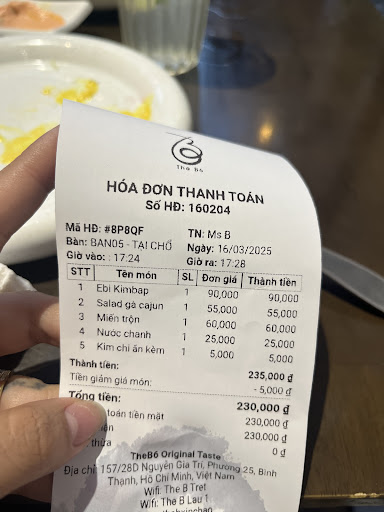 The B6
HÓA ĐƠN THANH TOÁN
Số HĐ: 160204
Mã HĐ: #8P8QF TN: Ms B
Bàn: BAN05 - TẠI CHỖ Ngày: 16/03/2025
Giờ vào: : 17:24 Giờ ra: 17:28
STT Tên món SL Đơn giá Thành tiền
1 Ebi Kimbap 1 90,000 90,000
2 Salad gà cajun 1 55,000 55,000
3 Miến trộn 1 60,000 60,000
4 Nước chanh 1 25,000 25,000
5 Kim chi ăn kèm 1 5,000 5,000
Thành tiền: 235,000 ₫
Tiền giảm giá món: - 5,000 ₫
Tổng tiền: 230,000 ₫
toán tiền mặt 230,000 ₫
230,000 ₫
thừa 0 ₫
TheB6 Original Taste
Địa chỉ: 157/28D Nguyễn Gia Trí, Phường 25, Bình
Thạnh, Hồ Chí Minh, Việt Nam
Wifi: The B Tret
Wifi: The B Lau 1